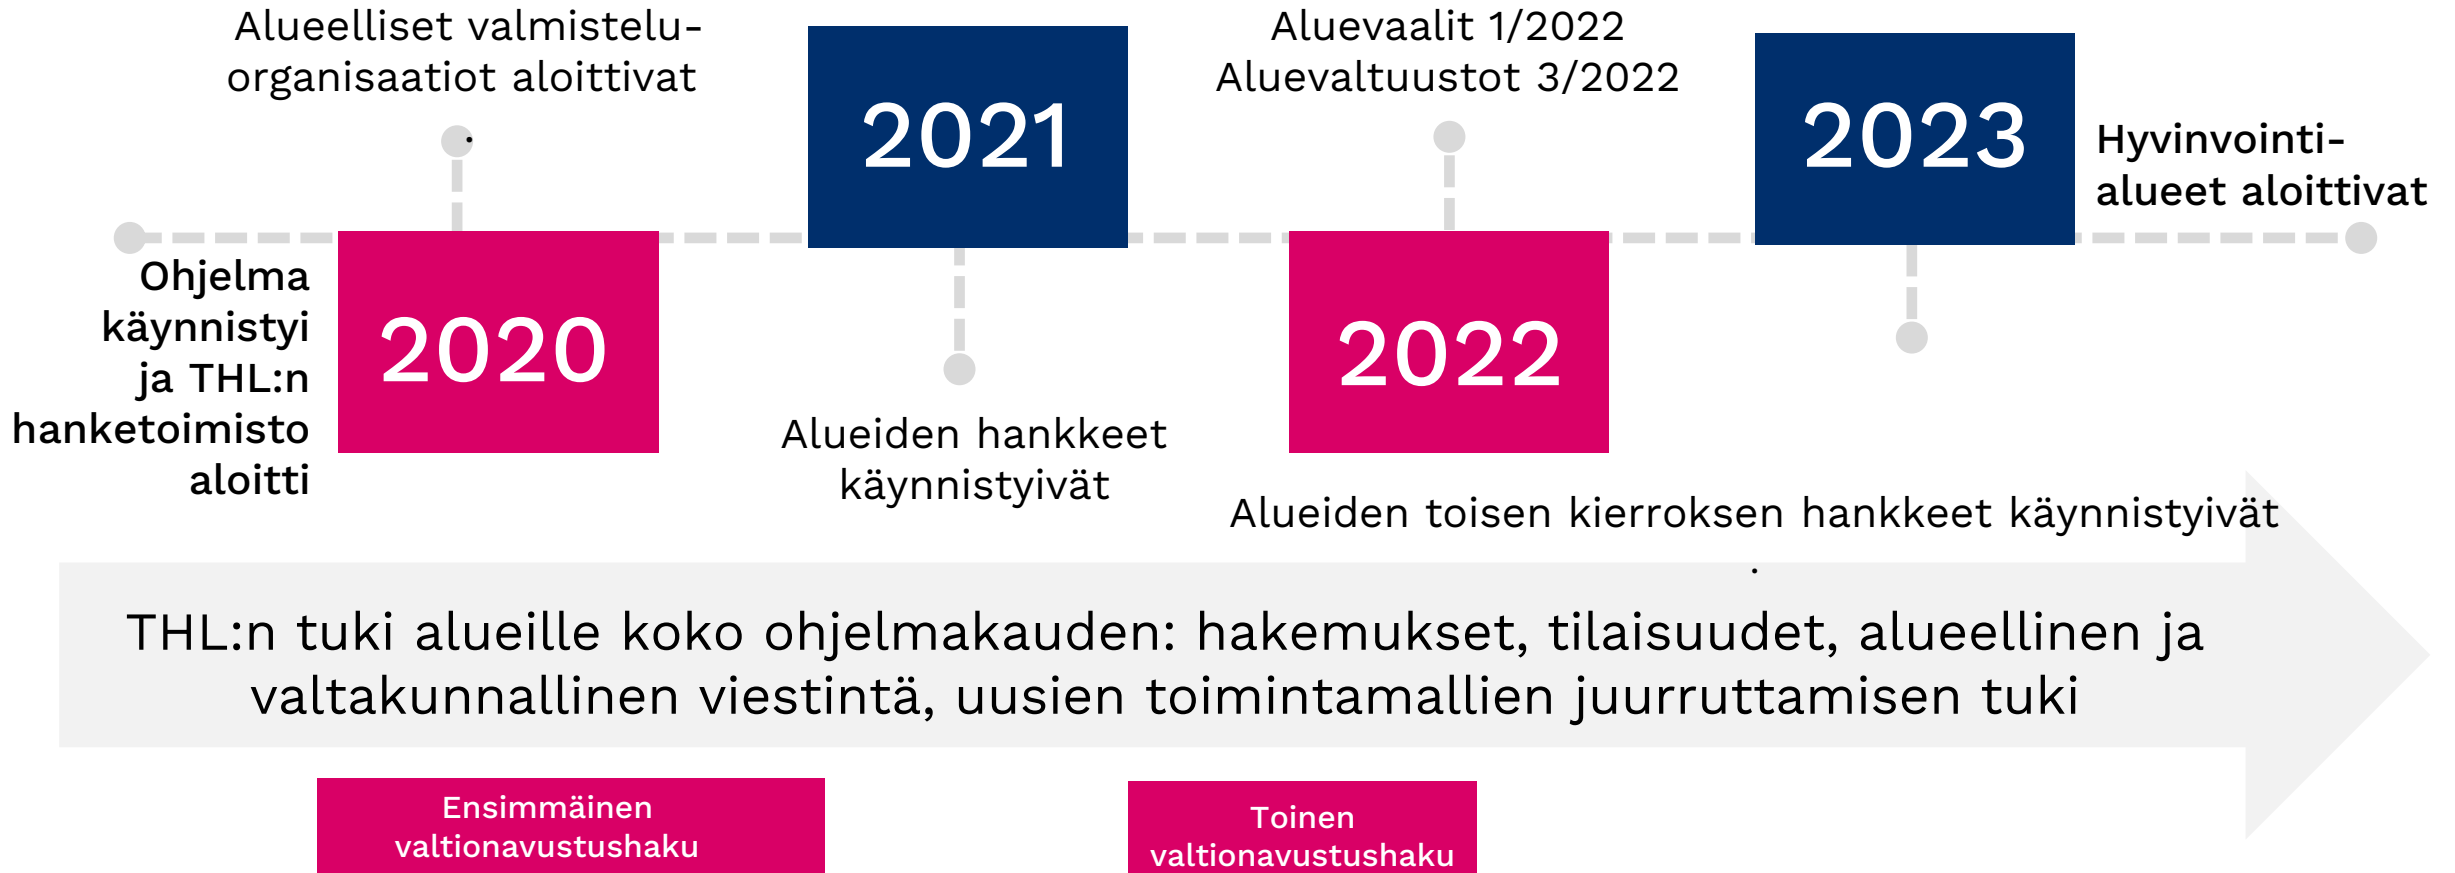 Alueelliset valmistelu-
organisaatiot aloittivat
2021
Aluevaalit 1/2022
Aluevaltuustot 3/2022
2023
Hyvinvointi-
alueet aloittivat
Ohjelma
käynnistyi
ja THL:n
hanketoimisto
aloitti
2020
Alueiden hankkeet
käynnistyivät
2022
Alueiden toisen kierroksen hankkeet käynnistyivät
THL:n tuki alueille koko ohjelmakauden: hakemukset, tilaisuudet, alueellinen ja
valtakunnallinen viestintä, uusien toimintamallien juurruttamisen tuki
Ensimmäinen
valtionavustushaku
Toinen
valtionavustushaku